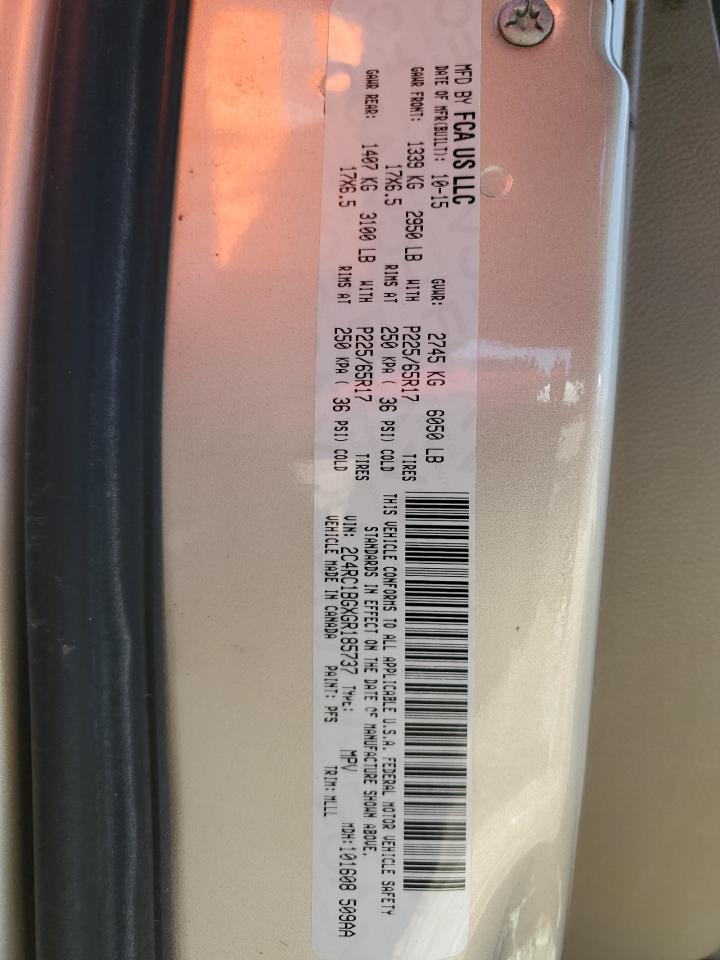 MFD BY FCA US LLC
DATE OF MFR(BUILT): 10-15 GVWR: 2745 KG 6050 LB
GAWR FRONT: 1339 KG 2950 LB WITH P225/65R17 TIRES
17X6.5 RIMS AT 250 KPA ( 36 PSI) COLD
GAWR REAR: 1407 KG 3100 LB WITH P225/65R17 TIRES
17X6.5 RIMS AT 250 KPA ( 36 PSI) COLD
THIS VEHICLE CONFORMS TO ALL APPLICABLE U.S.A. FEDERAL MOTOR VEHICLE SAFETY
STANDARDS IN EFFECT ON THE DATE OF MANUFACTURE SHOWN ABOVE.
VIN: 2C4RC1BGXGR185737 TYPE: MPV MDH:101608 509AA
VEHICLE MADE IN CANADA PAINT: PFS TRIM:MLLL